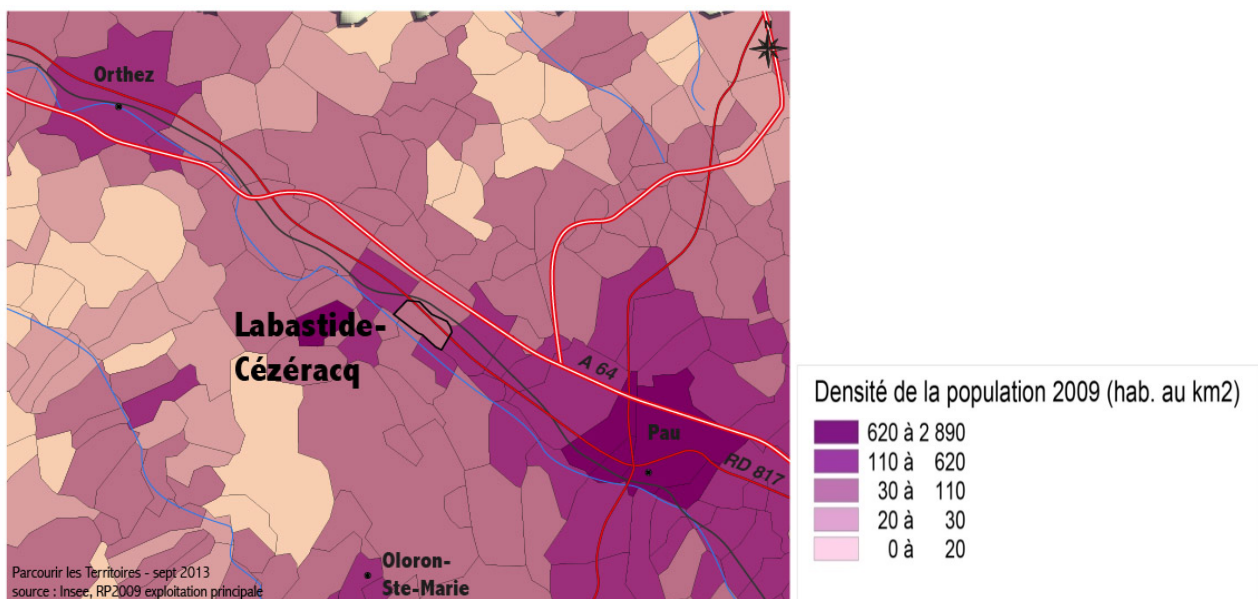 N
Orthez
Labastide-
Cézéracq
A 64
Pau
RD 817
Oloron-
Ste-Marie
Parcourir les Territoires - sept 2013
source : Insee, RP2009 exploitation principale
Densité de la population 2009 (hab. au km2)
620 à 2 890
110 à 620
30 à 110
20 à 30
0 à 20